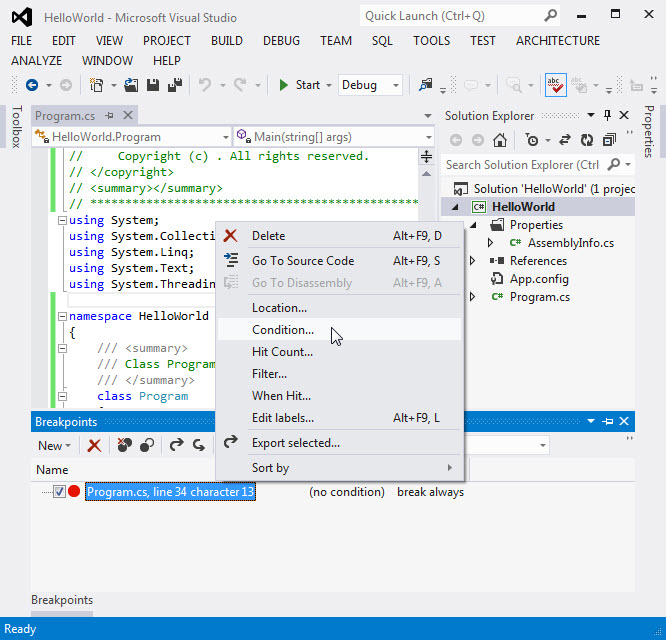 HelloWorld - Microsoft Visual Studio
Quick Launch (Ctrl+Q)
FILE EDIT VIEW PROJECT BUILD DEBUG TEAM SQL TOOLS TEST ARCHITECTURE
ANALYZE WINDOW HELP
Start Debug abc abc
Toolbox
Program.cs
HelloWorld.Program Main(string[] args)
// Copyright (c) . All rights reserved.
// </copyright>
// <summary></summary>
// **********************************************
using System;
using System.Collecti
using System.Linq;
using System.Text;
using System.Threadin
namespace HelloWorld
{
/// <summary>
/// Class Program
/// </summary>
class Program
Solution Explorer
Search Solution Explorer (Ctrl
Solution 'HelloWorld' (1 projec
C# HelloWorld
Properties
C# AssemblyInfo.cs
References
App.config
C# Program.cs
Properties
Delete Alt+F9, D
Go To Source Code Alt+F9, S
Go To Disassembly Alt+F9, A
Location...
Condition...
Hit Count...
Filter...
When Hit...
Edit labels... Alt+F9, L
Export selected...
Sort by
Breakpoints
New
Name
Program.cs, line 34 character 13 (no condition) break always
Breakpoints
Ready